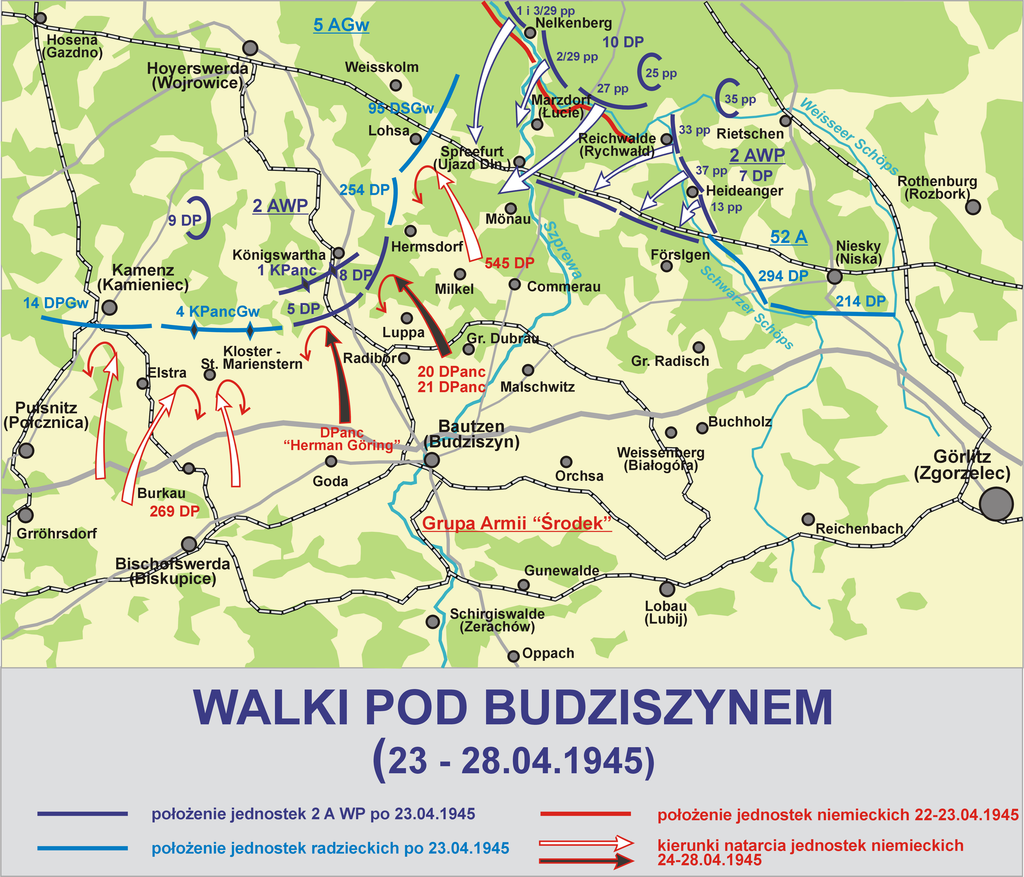 1 i 3/29 pp
5 AGw
Nelkenberg
Hosena
(Gazdno)
10 DP
2/29 pp
Hoyerswerda
(Wojrowice)
Weisskolm
25 pp
27 pp
35 pp
95 DSGw
Marzdorf
(Łucie)
Weisseer Schöps
Lohsa
33 pp
Rietschen
Reichwalde
(Rychwałd)
Spreefurt
(Ujazd Dln.)
2 AWP
7 DP
37 pp
254 DP
Heideanger
Rothenburg
(Rozbork)
2 AWP
13 pp
9 DP
Mönau
Szprewa
52 A
Hermsdorf
Königswartha
1 KPanc
8 DP
545 DP
Förslgen
Niesky
(Niska)
Kamenz
(Kamieniec)
Milkel
Commerau
294 DP
Schwarzer Schöps
14 DPGw
4 KPancGw
5 DP
214 DP
Luppa
Gr. Dubrau
Kloster -
St. Marienstern
Radibor
Gr. Radisch
Elstra
20 DPanc
21 DPanc
Malschwitz
Pulsnitz
(Połcznica)
DPanc
“Herman Göring”
Bautzen
(Budziszyn)
Buchholz
Weissenberg
(Białogóra)
Görlitz
(Zgorzelec)
Goda
Orchsa
Burkau
269 DP
Grröhrsdorf
Grupa Armii “Środek”
Reichenbach
Bischofswerda
(Biskupice)
Gunewalde
Lobau
(Lubij)
Schirgiswalde
(Zerachów)
Oppach
WALKI POD BUDZISZYNEM
(23 - 28.04.1945)
położenie jednostek 2 A WP po 23.04.1945
położenie jednostek niemieckich 22-23.04.1945
położenie jednostek radzieckich po 23.04.1945
kierunki natarcia jednostek niemieckich
24-28.04.1945